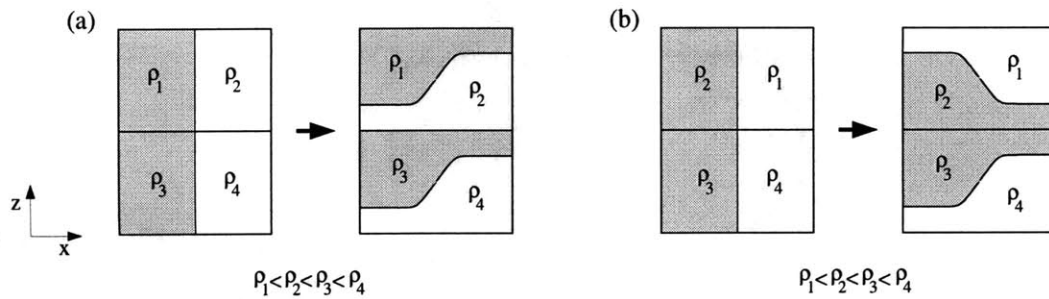 (a)
(b)
ρ₁ ρ₂
ρ₃ ρ₄
ρ₁
ρ₂
ρ₃
ρ₄
z
x
ρ₁<ρ₂<ρ₃<ρ₄
ρ₂ ρ₁
ρ₃ ρ₄
ρ₁
ρ₂
ρ₃
ρ₄
ρ₁<ρ₂<ρ₃<ρ₄